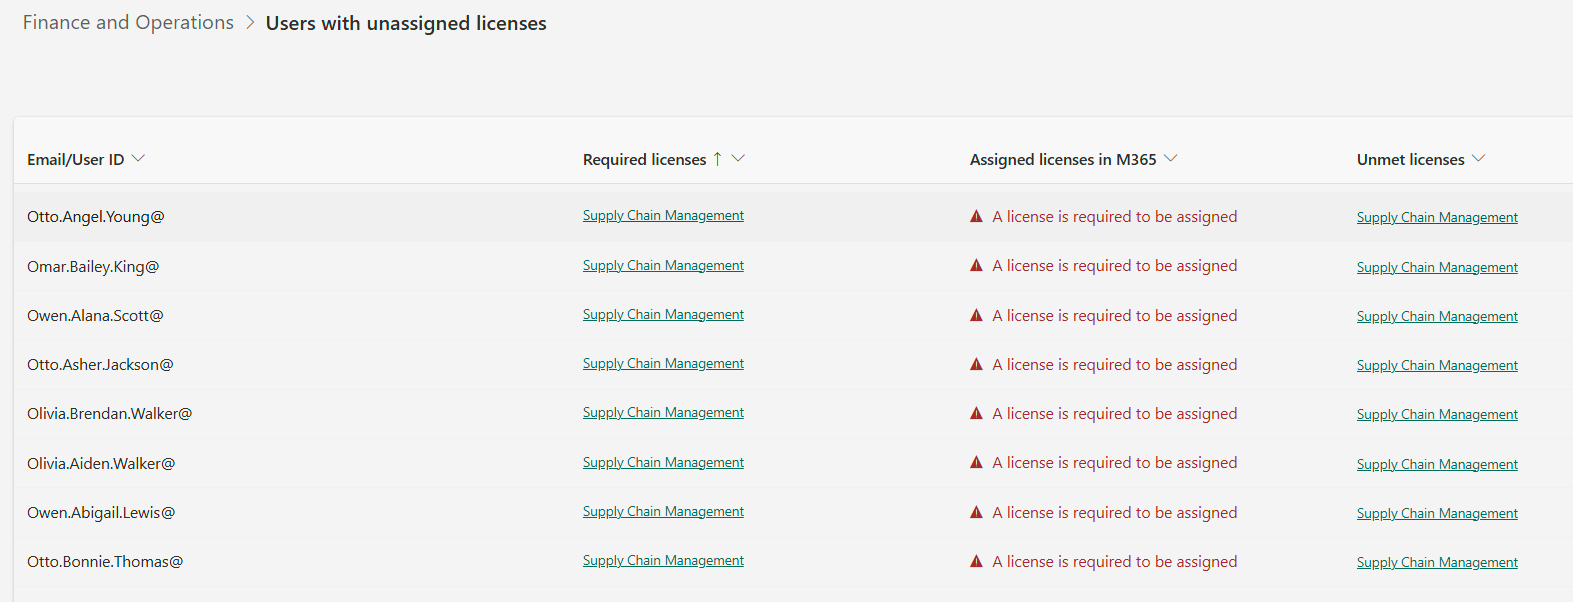 Finance and Operations > Users with unassigned licenses
Email/User ID Required licenses ↑ Assigned licenses in M365 Unmet licenses
Otto.Angel.Young@ Supply Chain Management A license is required to be assigned Supply Chain Management
Omar.Bailey.King@ Supply Chain Management A license is required to be assigned Supply Chain Management
Owen.Alana.Scott@ Supply Chain Management A license is required to be assigned Supply Chain Management
Otto.Asher.Jackson@ Supply Chain Management A license is required to be assigned Supply Chain Management
Olivia.Brendan.Walker@ Supply Chain Management A license is required to be assigned Supply Chain Management
Olivia.Aiden.Walker@ Supply Chain Management A license is required to be assigned Supply Chain Management
Owen.Abigail.Lewis@ Supply Chain Management A license is required to be assigned Supply Chain Management
Otto.Bonnie.Thomas@ Supply Chain Management A license is required to be assigned Supply Chain Management